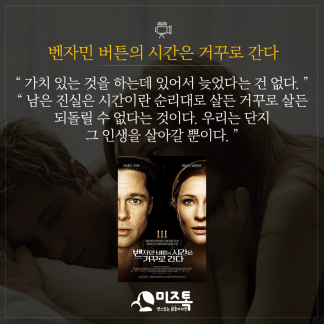 벤자민 버튼의 시간은 거꾸로 간다
“ 가치 있는 것을 하는데 있어서 늦었다는 건 없다. ”
“ 남은 진실은 시간이란 순리대로 살든 거꾸로 살든
되돌릴 수 없다는 것이다. 우리는 단지
그 인생을 살아갈 뿐이다. ”
벤자민 버튼의 시간은
거꾸로 간다
미즈톡